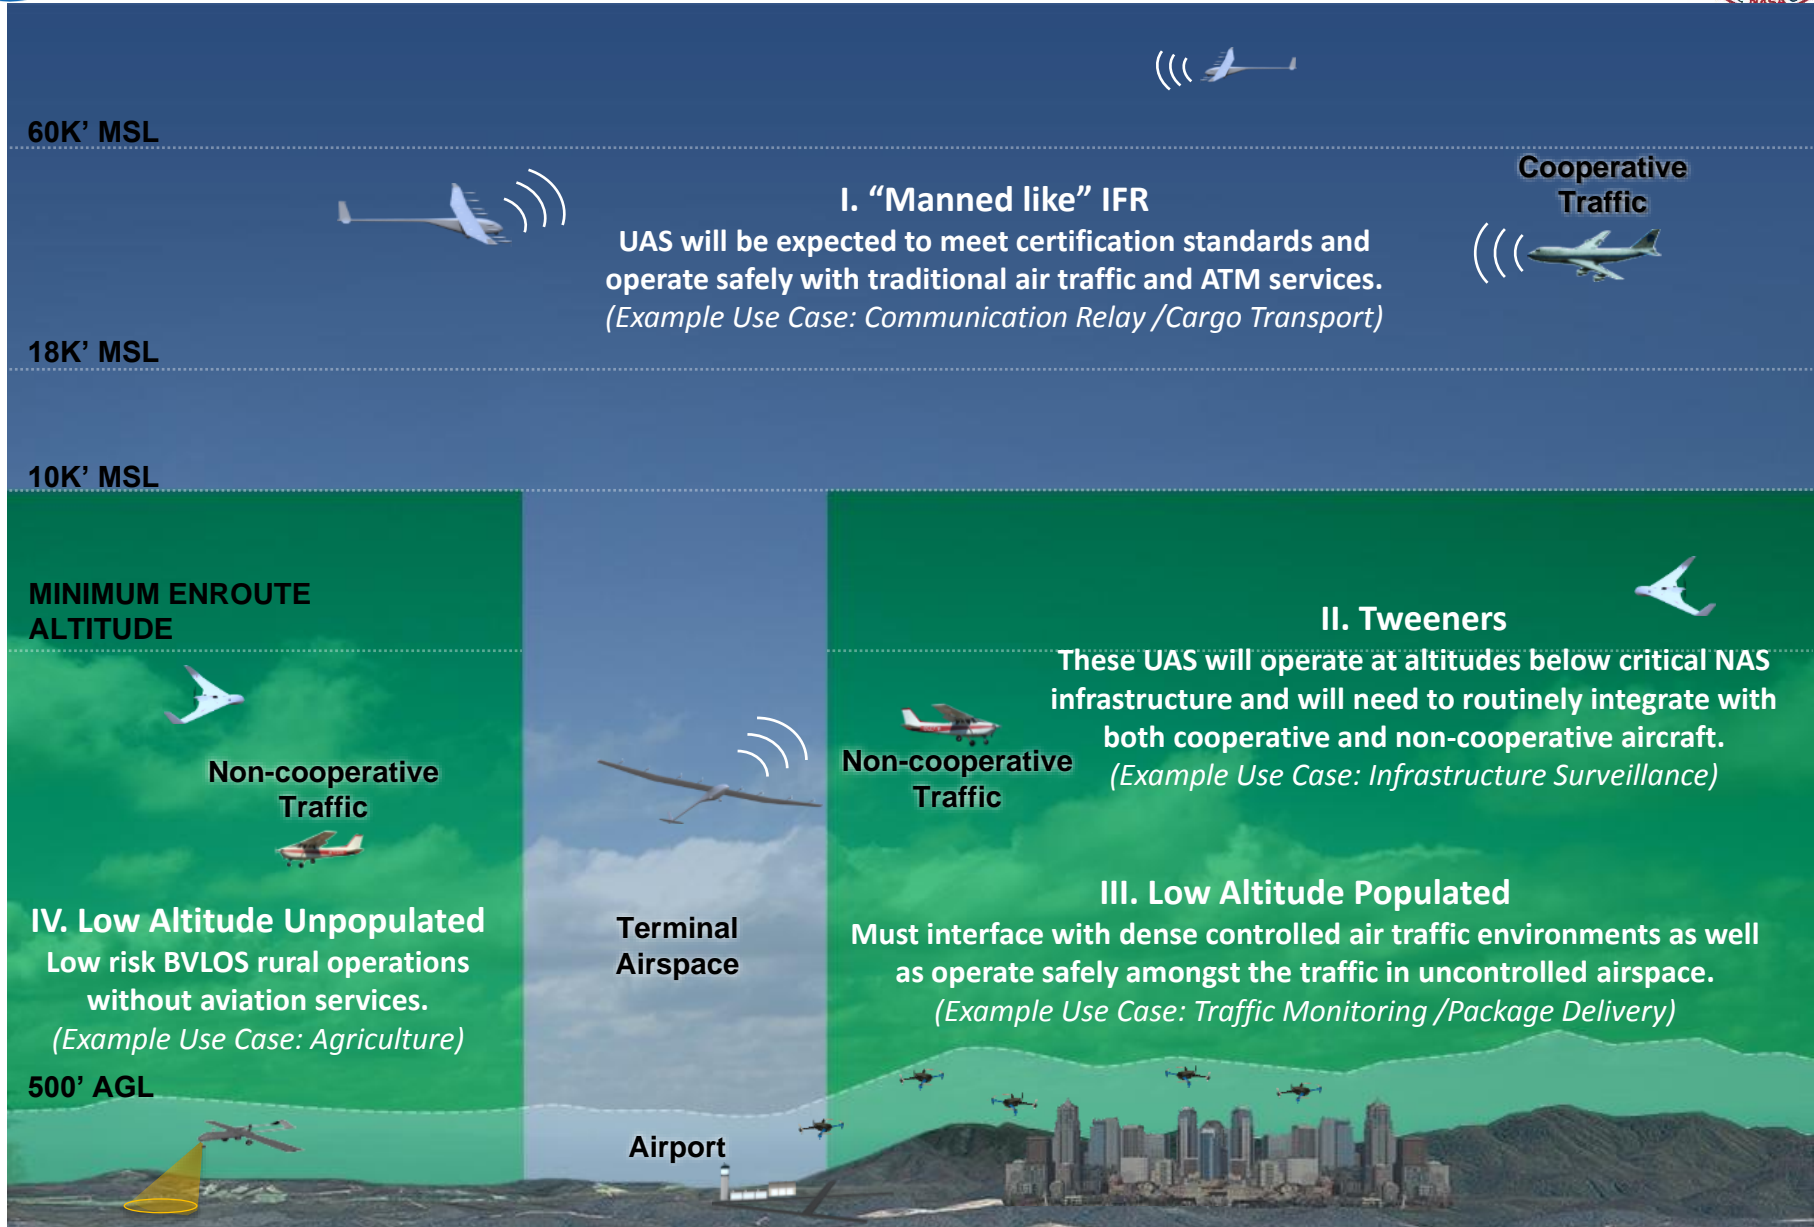 NASA
60K’ MSL
Cooperative
Traffic
I. “Manned like” IFR
UAS will be expected to meet certification standards and
operate safely with traditional air traffic and ATM services.
(Example Use Case: Communication Relay /Cargo Transport)
18K’ MSL
10K’ MSL
MINIMUM ENROUTE
ALTITUDE
II. Tweeners
These UAS will operate at altitudes below critical NAS
infrastructure and will need to routinely integrate with
both cooperative and non-cooperative aircraft.
(Example Use Case: Infrastructure Surveillance)
Non-cooperative
Traffic
Non-cooperative
Traffic
III. Low Altitude Populated
Must interface with dense controlled air traffic environments as well
as operate safely amongst the traffic in uncontrolled airspace.
(Example Use Case: Traffic Monitoring /Package Delivery)
IV. Low Altitude Unpopulated
Low risk BVLOS rural operations
without aviation services.
(Example Use Case: Agriculture)
Terminal
Airspace
500’ AGL
Airport